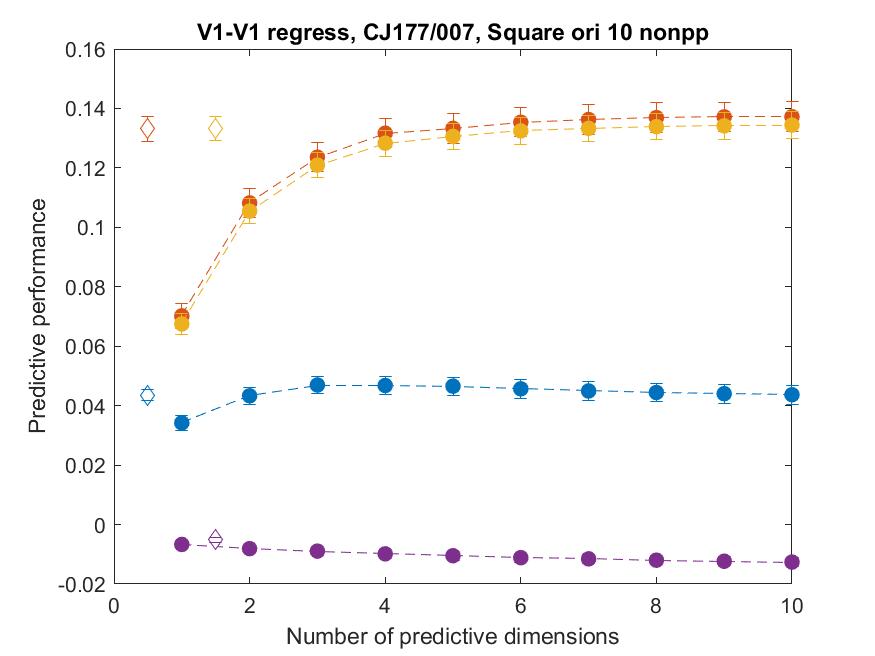 V1-V1 regress, CJ177/007, Square ori 10 nonpp
0.16
0.14
0.12
0.1
0.08
0.06
0.04
0.02
0
-0.02
Predictive performance
0 2 4 6 8 10
Number of predictive dimensions